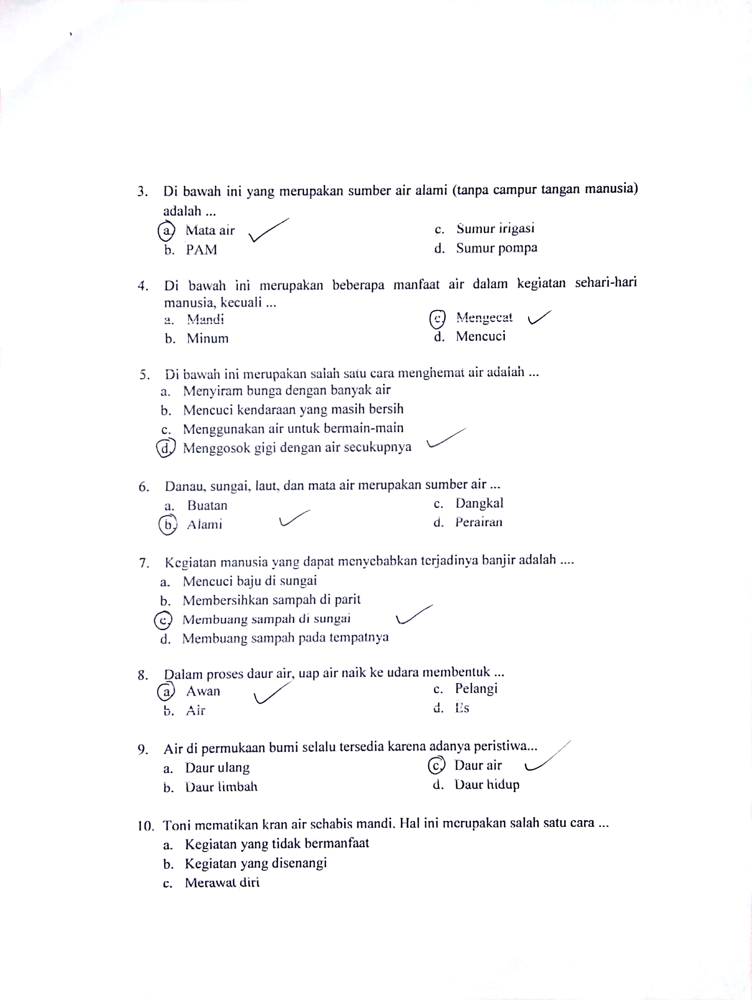 3. Di bawah ini yang merupakan sumber air alami (tanpa campur tangan manusia)
adalah ...
a. Mata air
c. Sumur irigasi
b. PAM
d. Sumur pompa
4. Di bawah ini merupakan beberapa manfaat air dalam kegiatan sehari-hari
manusia, kecuali ...
a. Mandi
c. Mengecat
b. Minum
d. Mencuci
5. Di bawah ini merupakan salah satu cara menghemat air adalah ...
a. Menyiram bunga dengan banyak air
b. Mencuci kendaraan yang masih bersih
c. Menggunakan air untuk bermain-main
d. Menggosok gigi dengan air secukupnya
6. Danau, sungai, laut, dan mata air merupakan sumber air ...
a. Buatan
c. Dangkal
b. Alami
d. Perairan
7. Kegiatan manusia yang dapat menyebabkan terjadinya banjir adalah ....
a. Mencuci baju di sungai
b. Membersihkan sampah di parit
c. Membuang sampah di sungai
d. Membuang sampah pada tempatnya
8. Dalam proses daur air, uap air naik ke udara membentuk ...
a. Awan
c. Pelangi
b. Air
d. Es
9. Air di permukaan bumi selalu tersedia karena adanya peristiwa...
a. Daur ulang
c. Daur air
b. Daur limbah
d. Daur hidup
10. Toni mematikan kran air sehabis mandi. Hal ini merupakan salah satu cara ...
a. Kegiatan yang tidak bermanfaat
b. Kegiatan yang disenangi
c. Merawat diri